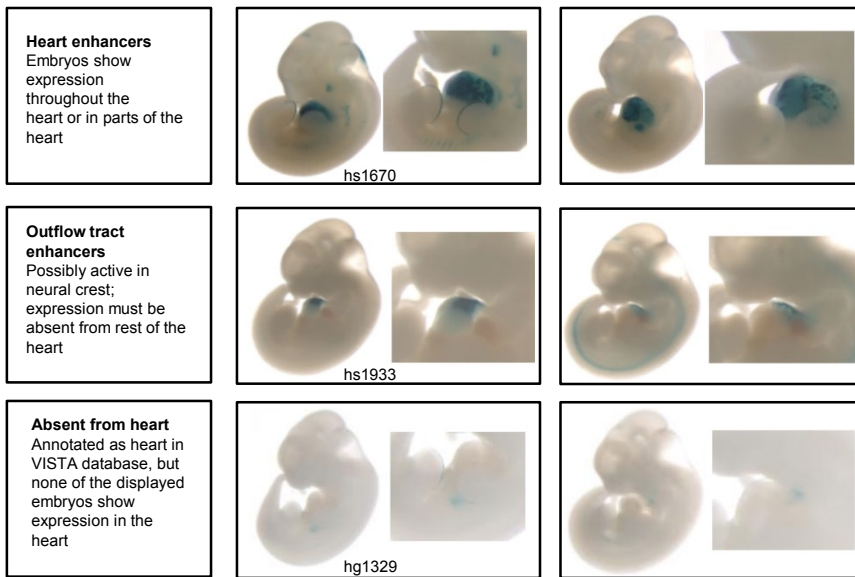 Heart enhancers
Embryos show
expression
throughout the
heart or in parts of the
heart
hs1670
Outflow tract
enhancers
Possibly active in
neural crest;
expression must be
absent from rest of the
heart
hs1933
Absent from heart
Annotated as heart in
VISTA database, but
none of the displayed
embryos show
expression in the
heart
hg1329